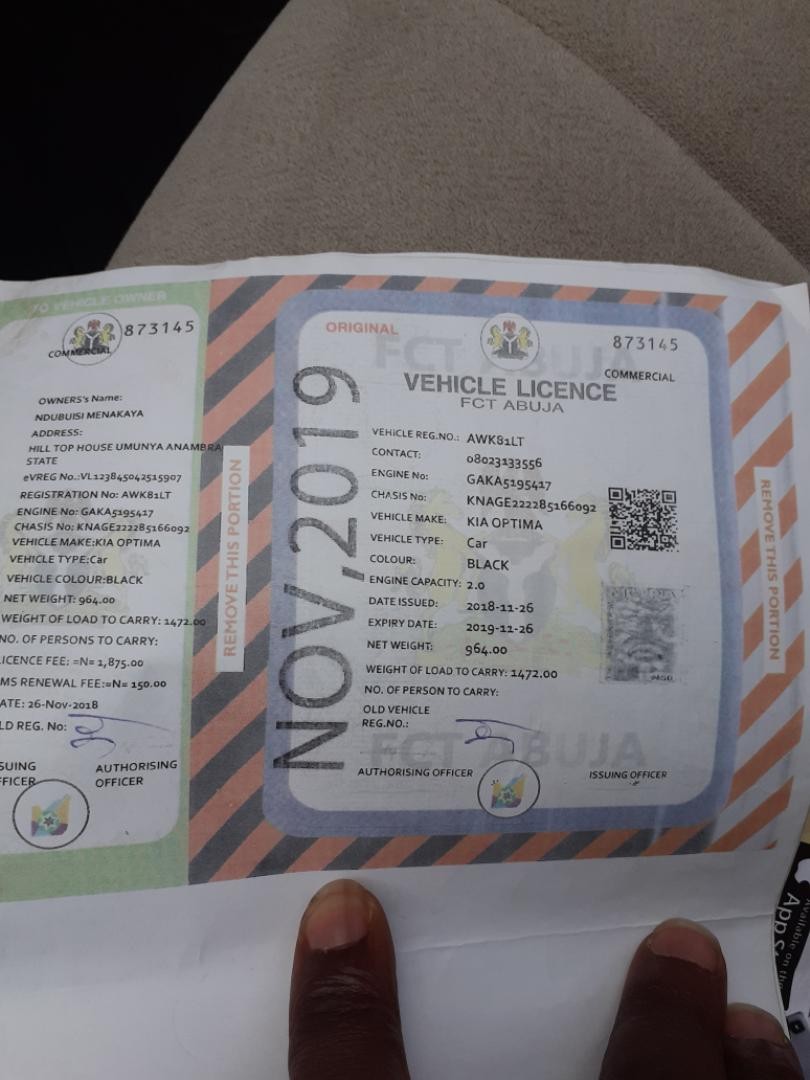 TO VEHICLE OWNER
873145
COMMERCIAL
OWNERS's Name:
NDUBUISI MENAKAYA
ADDRESS:
HILL TOP HOUSE UMUNYA ANAMBRA
STATE
eVREG No.:VL123845042515907
REGISTRATION No: AWK81LT
ENGINE No: GAKA5195417
CHASIS No: KNAGE222285166092
VEHICLE MAKE:KIA OPTIMA
VEHICLE TYPE:Car
VEHICLE COLOUR:BLACK
NET WEIGHT: 964.00
WEIGHT OF LOAD TO CARRY: 1472.00
NO. OF PERSONS TO CARRY:
LICENCE FEE: =N= 1,875.00
MS RENEWAL FEE:=N= 150.00
ATE: 26-Nov-2018
LD REG. No:
SUING
FFICER
AUTHORISING
OFFICER
REMOVE THIS PORTION
NOV,2019
ORIGINAL
873145
COMMERCIAL
FCT ABUJA
VEHICLE LICENCE
FCT ABUJA
VEHICLE REG.NO.: AWK81LT
CONTACT: 08023133556
ENGINE No: GAKA5195417
CHASIS No: KNAGE222285166092
VEHICLE MAKE: KIA OPTIMA
VEHICLE TYPE: Car
COLOUR: BLACK
ENGINE CAPACITY: 2.0
DATE ISSUED: 2018-11-26
EXPIRY DATE: 2019-11-26
NET WEIGHT: 964.00
WEIGHT OF LOAD TO CARRY: 1472.00
NO. OF PERSON TO CARRY:
OLD VEHICLE
REG.NO.:
FCT ABUJA
AUTHORISING OFFICER
ISSUING OFFICER
REMOVE THIS PORTION
Available on the
App St